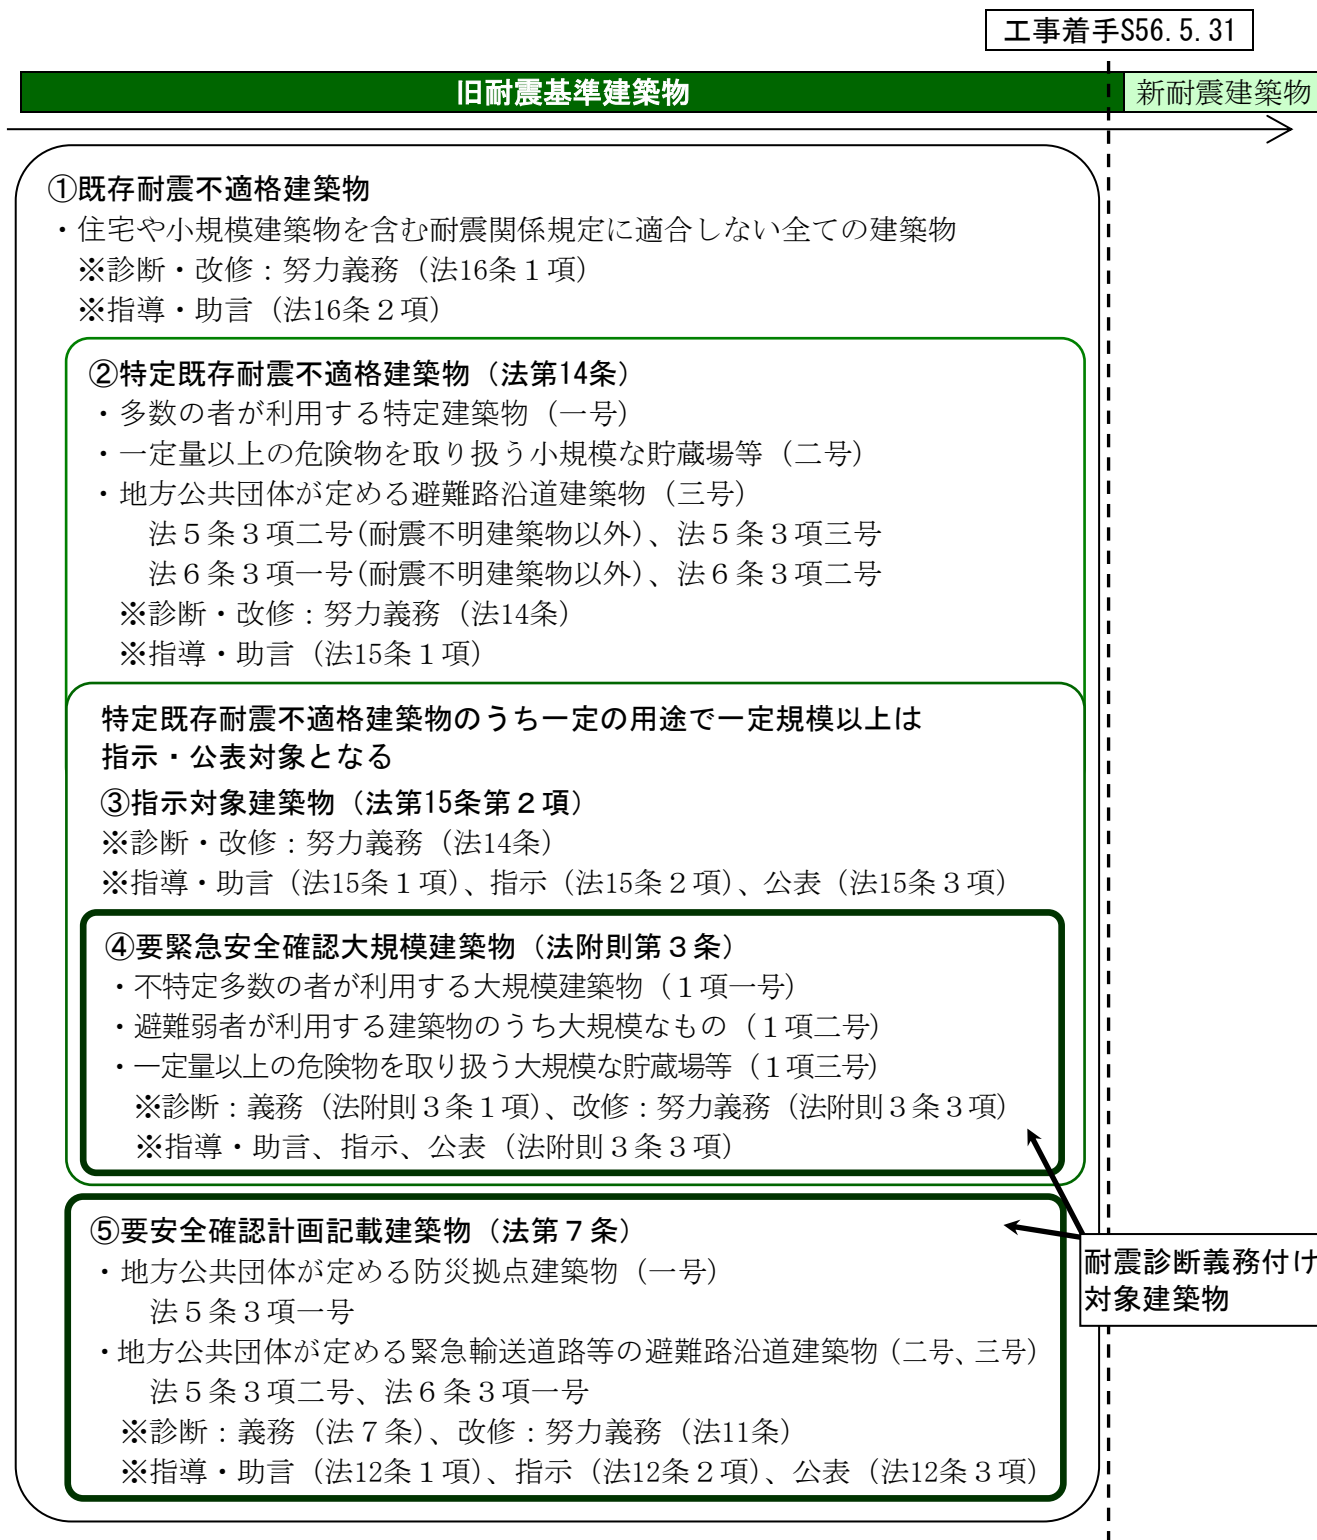 工事着手S56.5.31
旧耐震基準建築物
新耐震建築物
①既存耐震不適格建築物
・住宅や小規模建築物を含む耐震関係規定に適合しない全ての建築物
※診断・改修：努力義務（法16条１項）
※指導・助言（法16条２項）
②特定既存耐震不適格建築物（法第14条）
・多数の者が利用する特定建築物（一号）
・一定量以上の危険物を取り扱う小規模な貯蔵場等（二号）
・地方公共団体が定める避難路沿道建築物（三号）
法５条３項二号(耐震不明建築物以外)、法５条３項三号
法６条３項一号(耐震不明建築物以外)、法６条３項二号
※診断・改修：努力義務（法14条）
※指導・助言（法15条１項）
特定既存耐震不適格建築物のうち一定の用途で一定規模以上は
指示・公表対象となる
③指示対象建築物（法第15条第２項）
※診断・改修：努力義務（法14条）
※指導・助言（法15条１項）、指示（法15条２項）、公表（法15条３項）
④要緊急安全確認大規模建築物（法附則第３条）
・不特定多数の者が利用する大規模建築物（１項一号）
・避難弱者が利用する建築物のうち大規模なもの（１項二号）
・一定量以上の危険物を取り扱う大規模な貯蔵場等（１項三号）
※診断：義務（法附則３条１項）、改修：努力義務（法附則３条３項）
※指導・助言、指示、公表（法附則３条３項）
⑤要安全確認計画記載建築物（法第７条）
・地方公共団体が定める防災拠点建築物（一号）
法５条３項一号
・地方公共団体が定める緊急輸送道路等の避難路沿道建築物（二号、三号）
法５条３項二号、法６条３項一号
※診断：義務（法７条）、改修：努力義務（法11条）
※指導・助言（法12条１項）、指示（法12条２項）、公表（法12条３項）
耐震診断義務付け
対象建築物